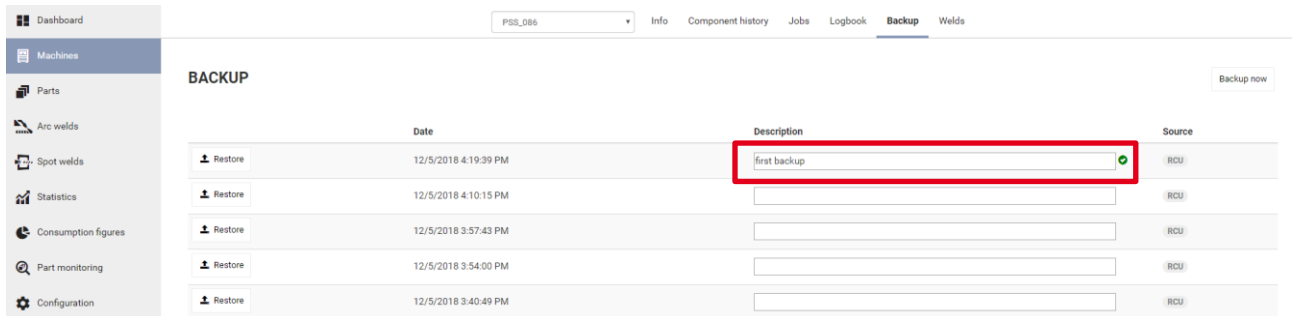 Dashboard
PSS_086 Info Component history Jobs Logbook Backup Welds
Machines
BACKUP
Backup now
Parts
Arc welds
Spot welds
Statistics
Consumption figures
Part monitoring
Configuration
Date Description Source
Restore 12/5/2018 4:19:39 PM first backup RCU
Restore 12/5/2018 4:10:15 PM RCU
Restore 12/5/2018 3:57:43 PM RCU
Restore 12/5/2018 3:54:00 PM RCU
Restore 12/5/2018 3:40:49 PM RCU